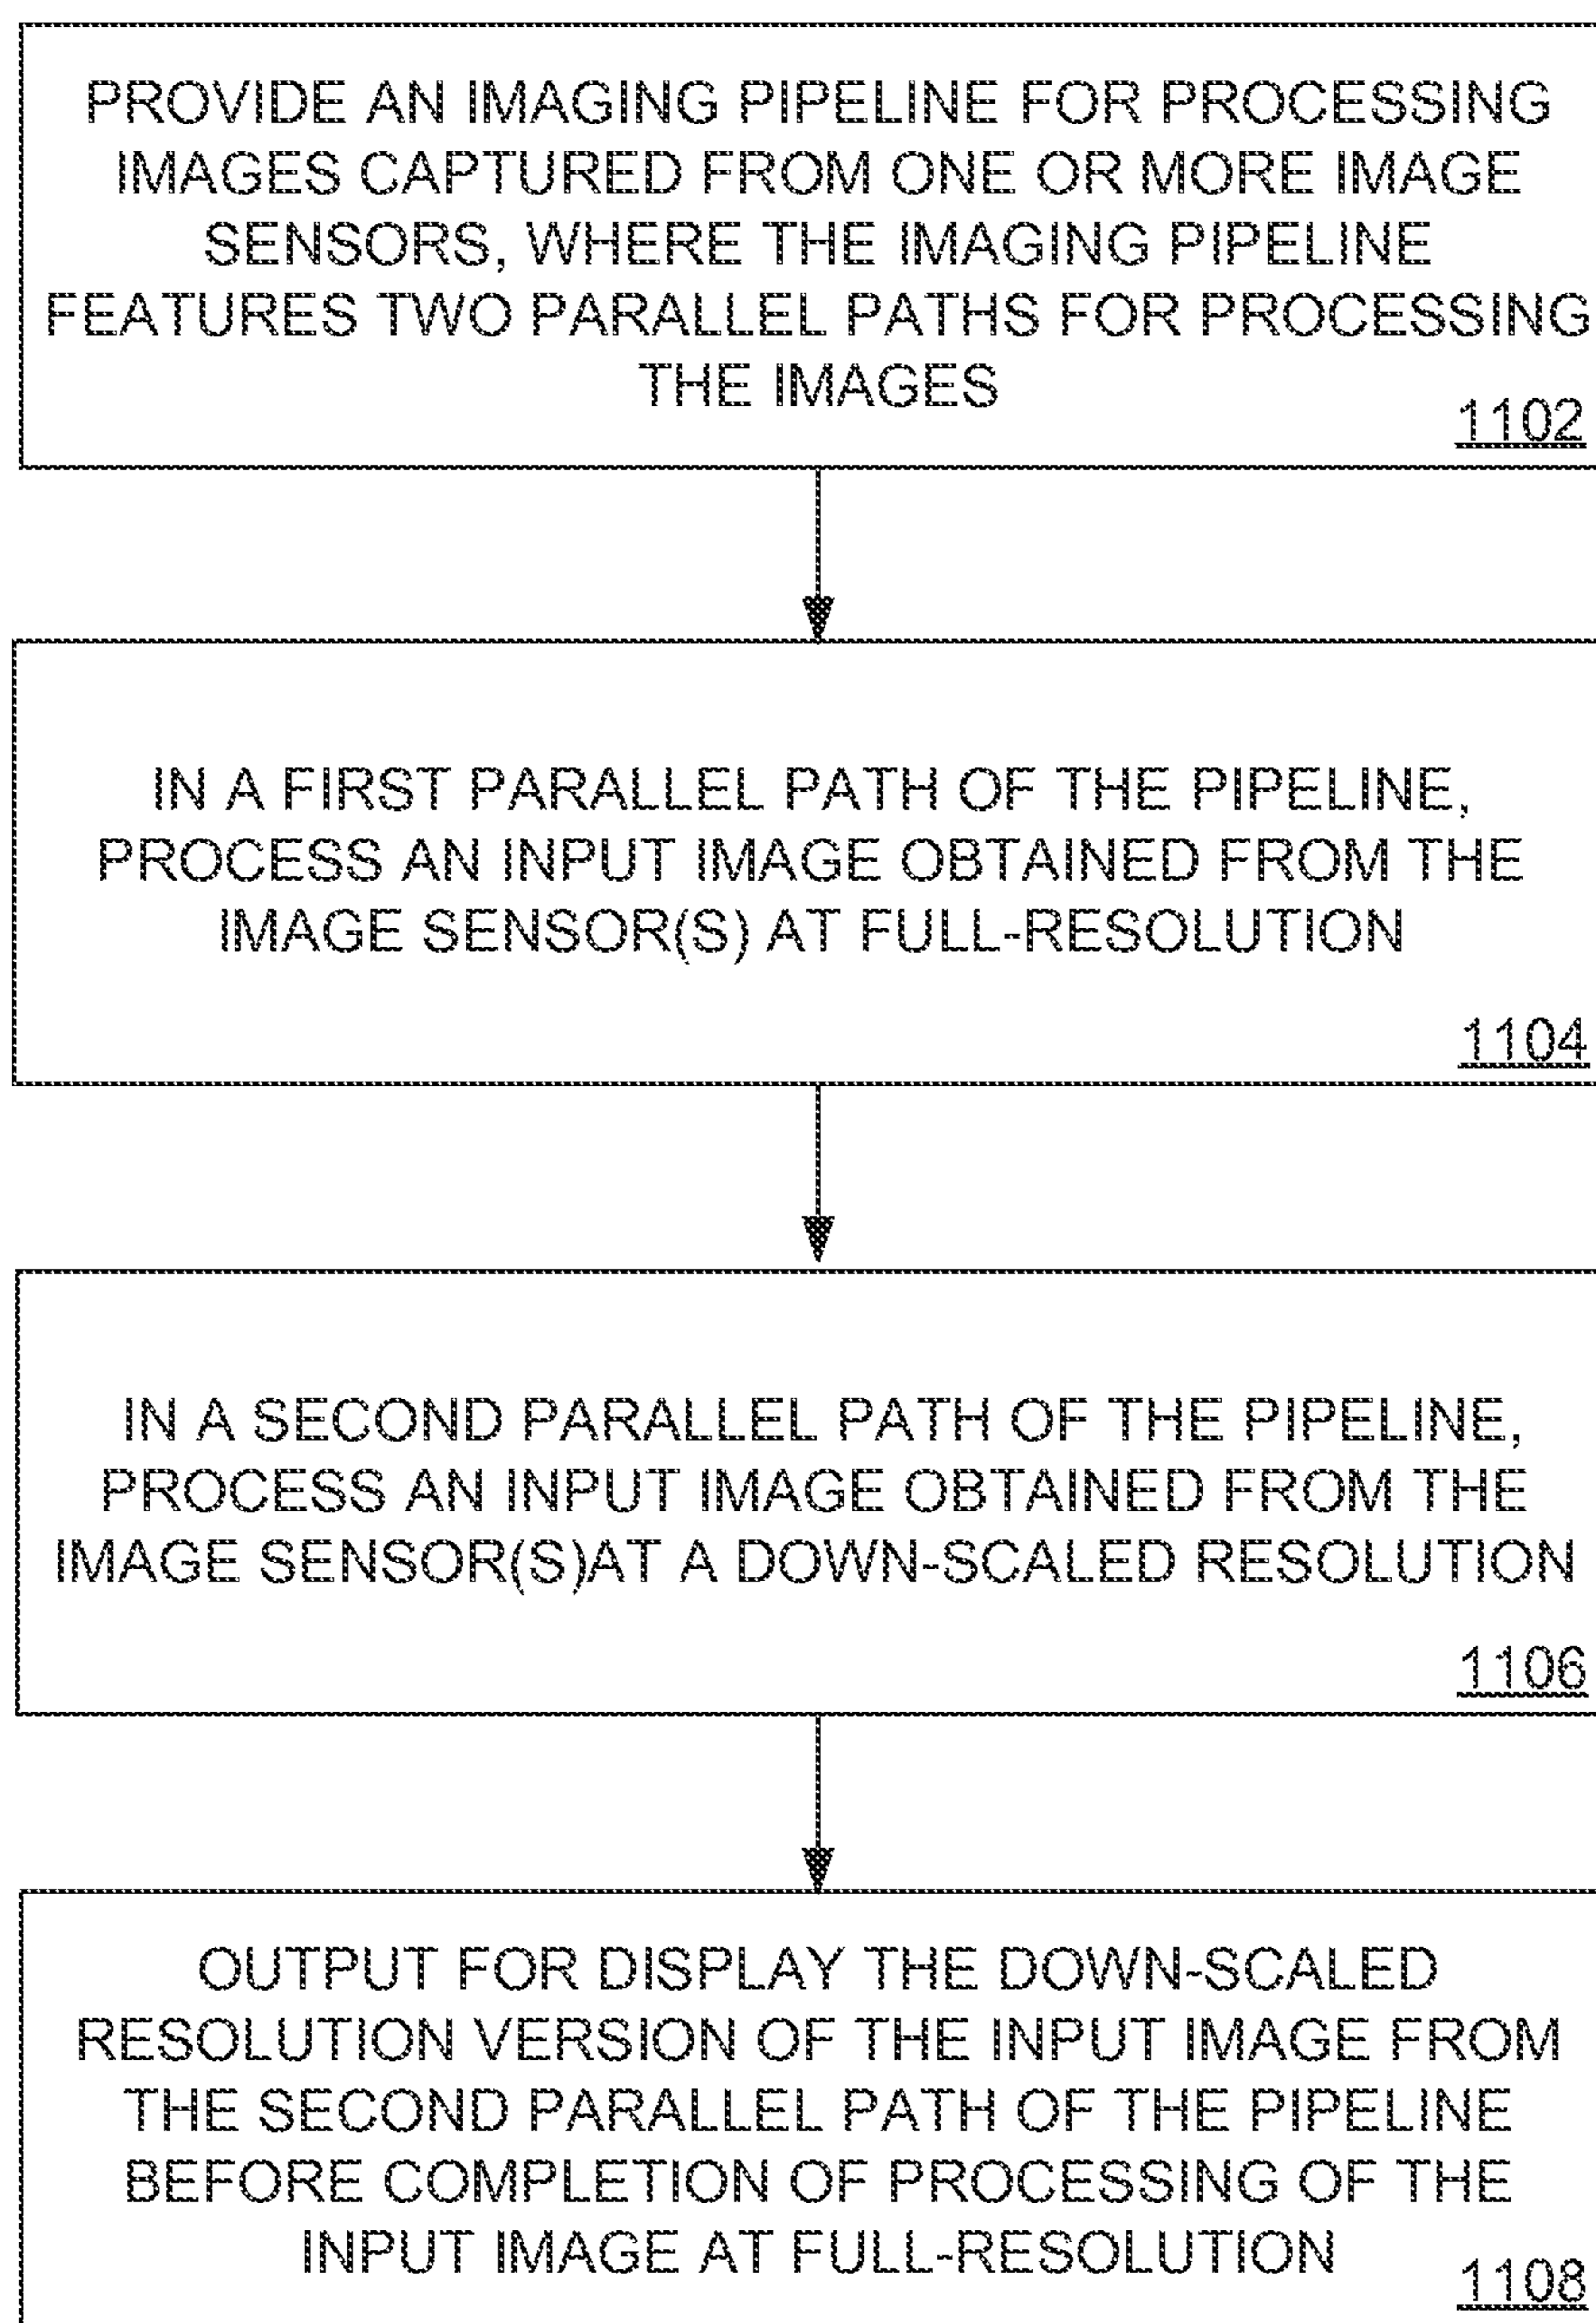 PROVIDE AN IMAGING PIPELINE FOR PROCESSING
IMAGES CAPTURED FROM ONE OR MORE IMAGE
SENSORS, WHERE THE IMAGING PIPELINE
FEATURES TWO PARALLEL PATHS FOR PROCESSING
THE IMAGES
1102
IN A FIRST PARALLEL PATH OF THE PIPELINE,
PROCESS AN INPUT IMAGE OBTAINED FROM THE
IMAGE SENSOR(S) AT FULL-RESOLUTION
1104
IN A SECOND PARALLEL PATH OF THE PIPELINE,
PROCESS AN INPUT IMAGE OBTAINED FROM THE
IMAGE SENSOR(S)AT A DOWN-SCALED RESOLUTION
1106
OUTPUT FOR DISPLAY THE DOWN-SCALED
RESOLUTION VERSION OF THE INPUT IMAGE FROM
THE SECOND PARALLEL PATH OF THE PIPELINE
BEFORE COMPLETION OF PROCESSING OF THE
INPUT IMAGE AT FULL-RESOLUTION
1108